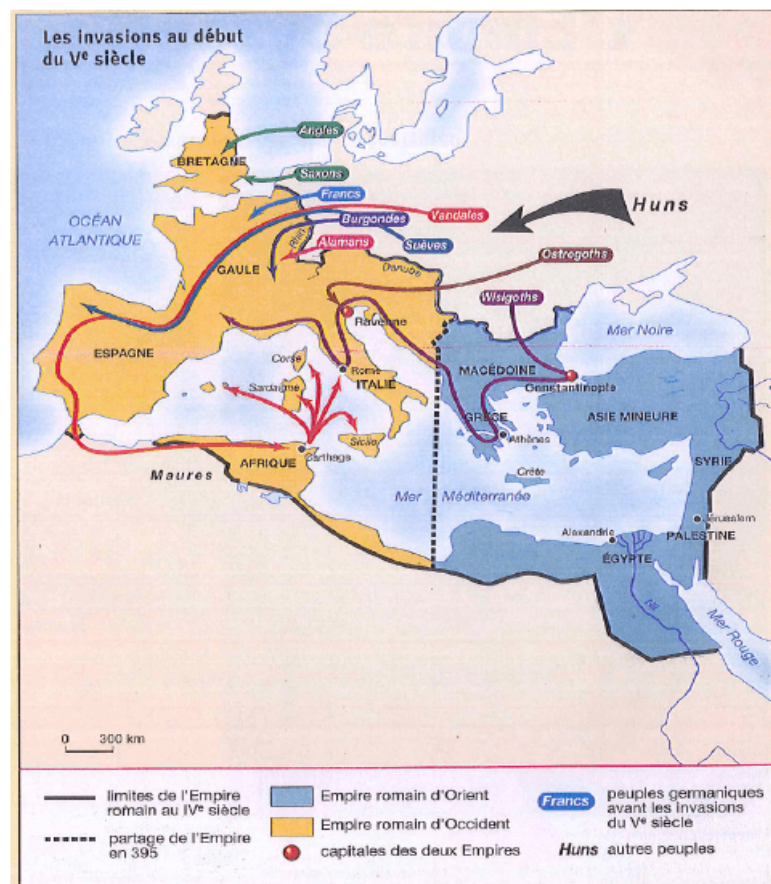 Les invasions au début
du Vᵉ siècle
Angles
BRETAGNE
Saxons
Francs
Huns
OCÉAN
ATLANTIQUE
Burgondes
Vandales
Rhin
Alamans
Suèves
GAULE
Danube
Ostrogoths
Wisigoths
Mer Noire
Ravenne
ESPAGNE
Corse
Rome
MACÉDOINE
Constantinople
Sardaigne
ITALIE
ASIE MINEURE
GRÈCE
Athènes
Sicile
SYRIE
AFRIQUE
Carthage
Maures
Crète
Mer
Méditerranée
Jérusalem
Alexandrie
PALESTINE
ÉGYPTE
Nil
Mer Rouge
0 300 km
limites de l'Empire
romain au IVᵉ siècle
partage de l'Empire
en 395
Empire romain d'Orient
Empire romain d'Occident
capitales des deux Empires
Francs
peuples germaniques
avant les invasions
du Vᵉ siècle
Huns autres peuples